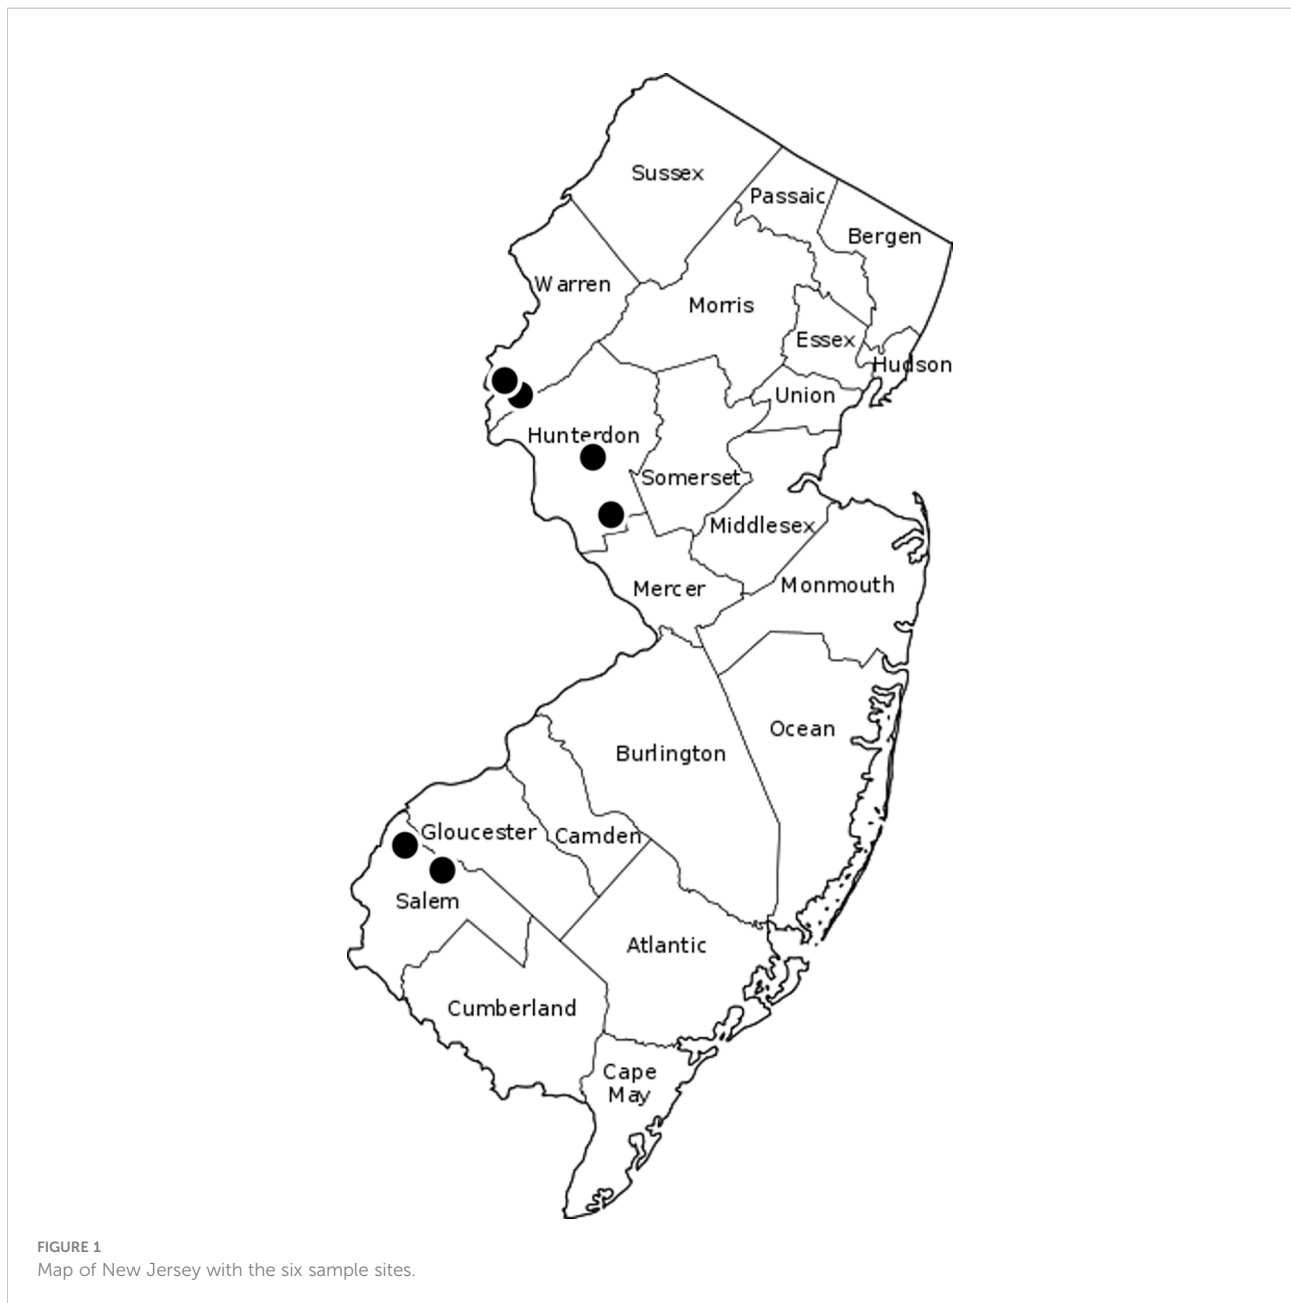 Sussex
Passaic
Bergen
Warren
Morris
Essex
Hudson
Union
Hunterdon
Somerset
Middlesex
Mercer
Monmouth
Ocean
Burlington
Gloucester
Camden
Salem
Atlantic
Cumberland
Cape
May
FIGURE 1
Map of New Jersey with the six sample sites.